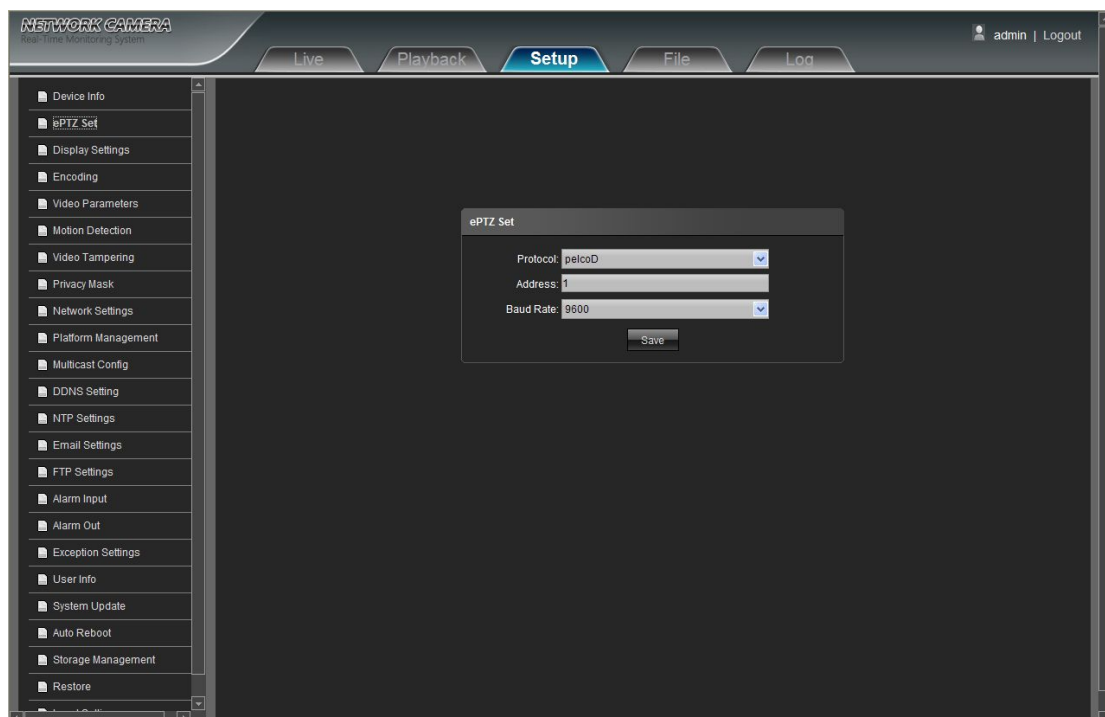 NETWORK CAMERA
Real-Time Monitoring System
admin | Logout
Live
Playback
Setup
File
Log
Device Info
ePTZ Set
Display Settings
Encoding
Video Parameters
Motion Detection
Video Tampering
Privacy Mask
Network Settings
Platform Management
Multicast Config
DDNS Setting
NTP Settings
Email Settings
FTP Settings
Alarm Input
Alarm Out
Exception Settings
User Info
System Update
Auto Reboot
Storage Management
Restore
ePTZ Set
Protocol: pelcoD
Address: 1
Baud Rate: 9600
Save